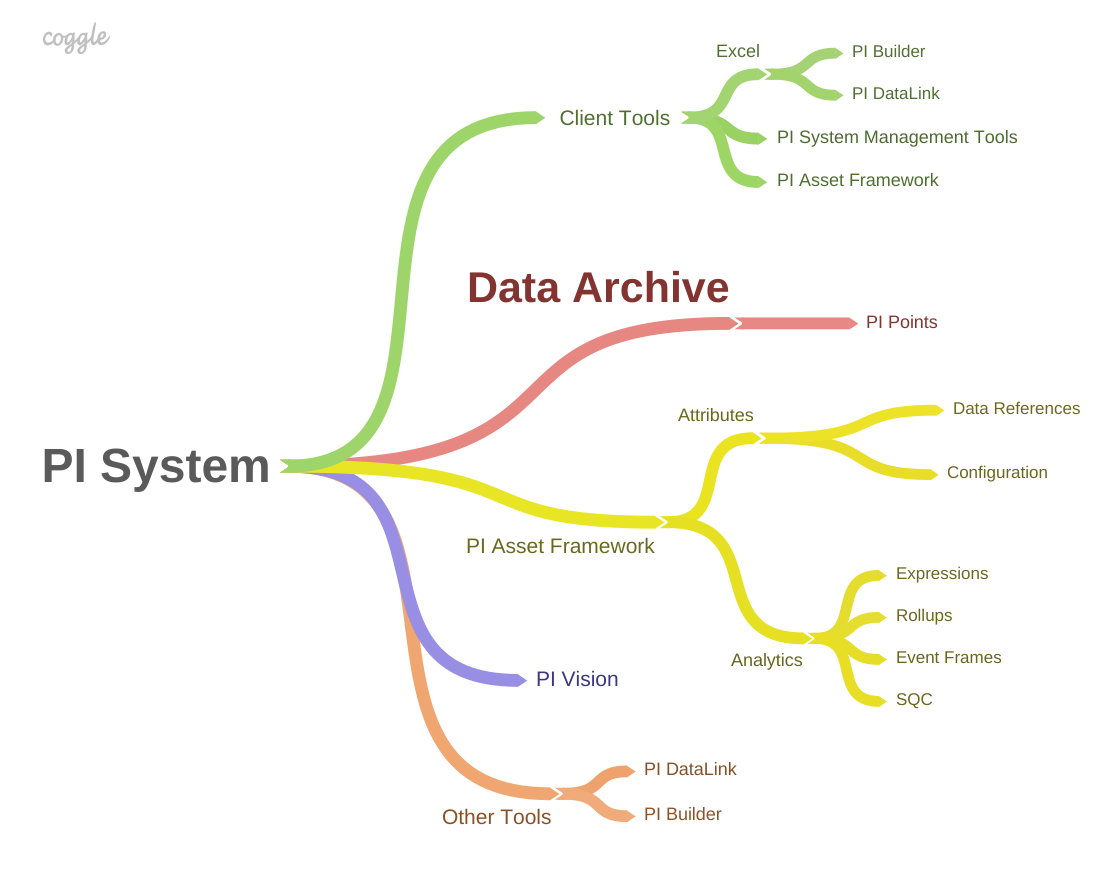 coggle
PI System
Client Tools
Excel
PI Builder
PI DataLink
PI System Management Tools
PI Asset Framework
Data Archive
PI Points
PI Asset Framework
Attributes
Data References
Configuration
Analytics
Expressions
Rollups
Event Frames
SQC
PI Vision
Other Tools
PI DataLink
PI Builder